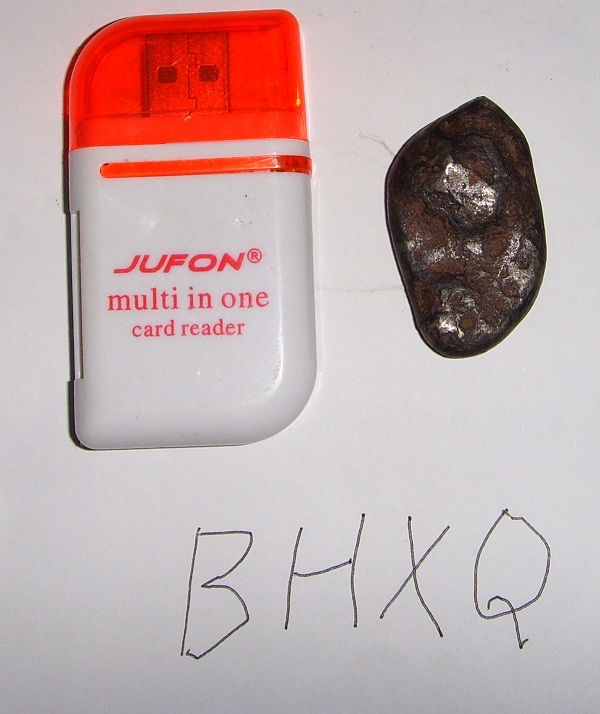 JUFON®
multi in one
card reader
BHXQ